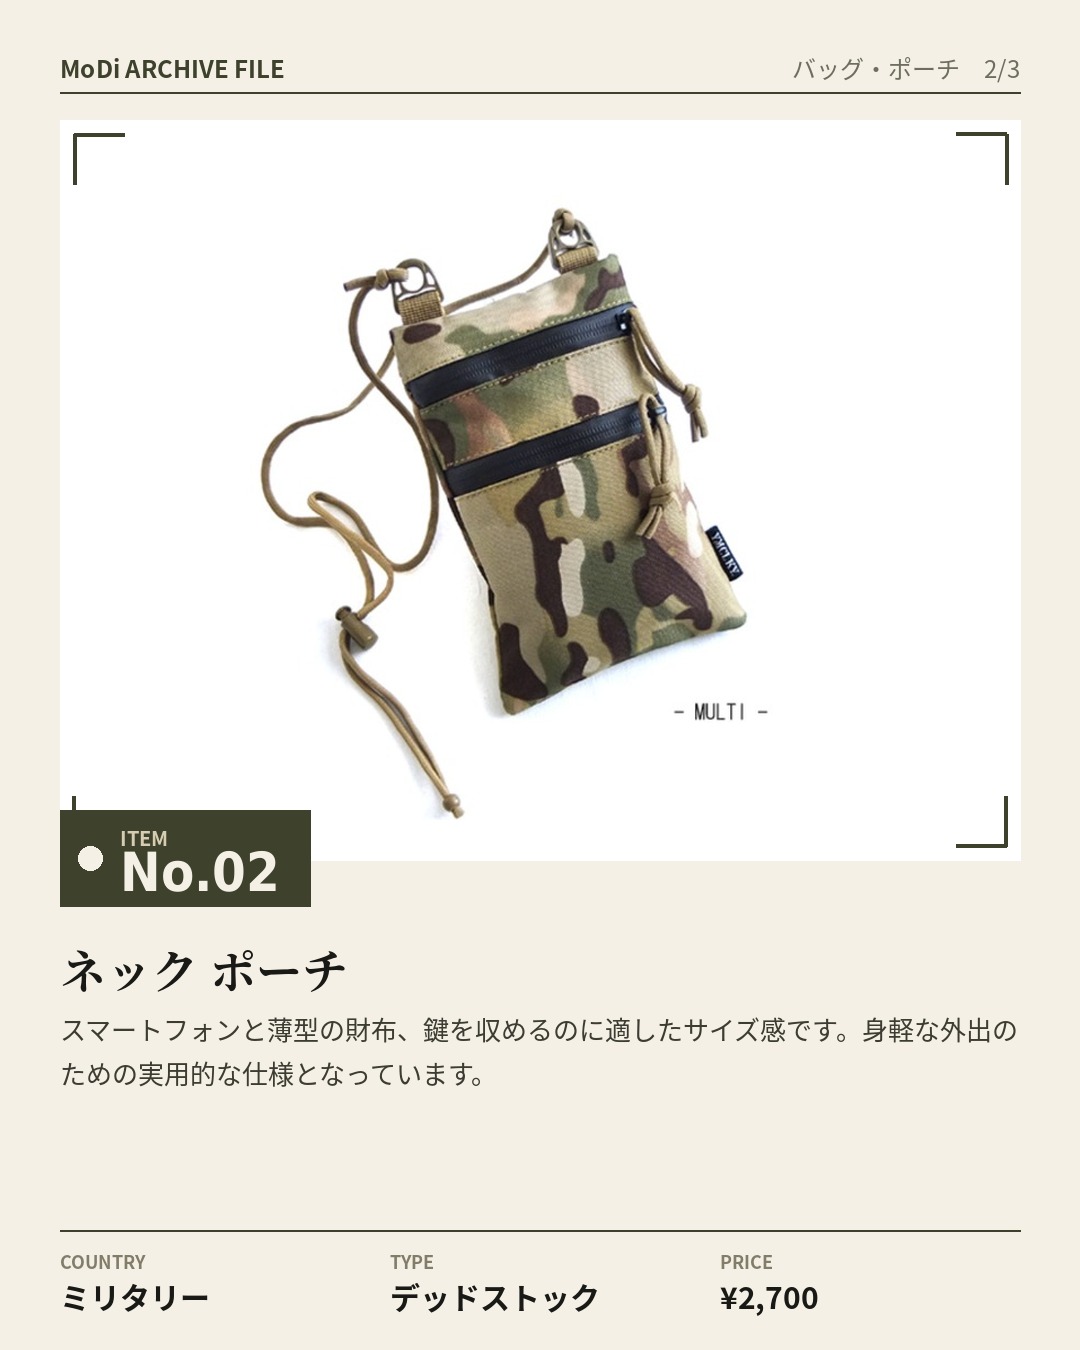 MoDi ARCHIVE FILE
バッグ・ポーチ 2/3
YMCLKY
– MULTI –
ITEM
No.02
ネック ポーチ
スマートフォンと薄型の財布、鍵を収めるのに適したサイズ感です。身軽な外出の
ための実用的な仕様となっています。
COUNTRY
TYPE
PRICE
ミリタリー
デッドストック
¥2,700